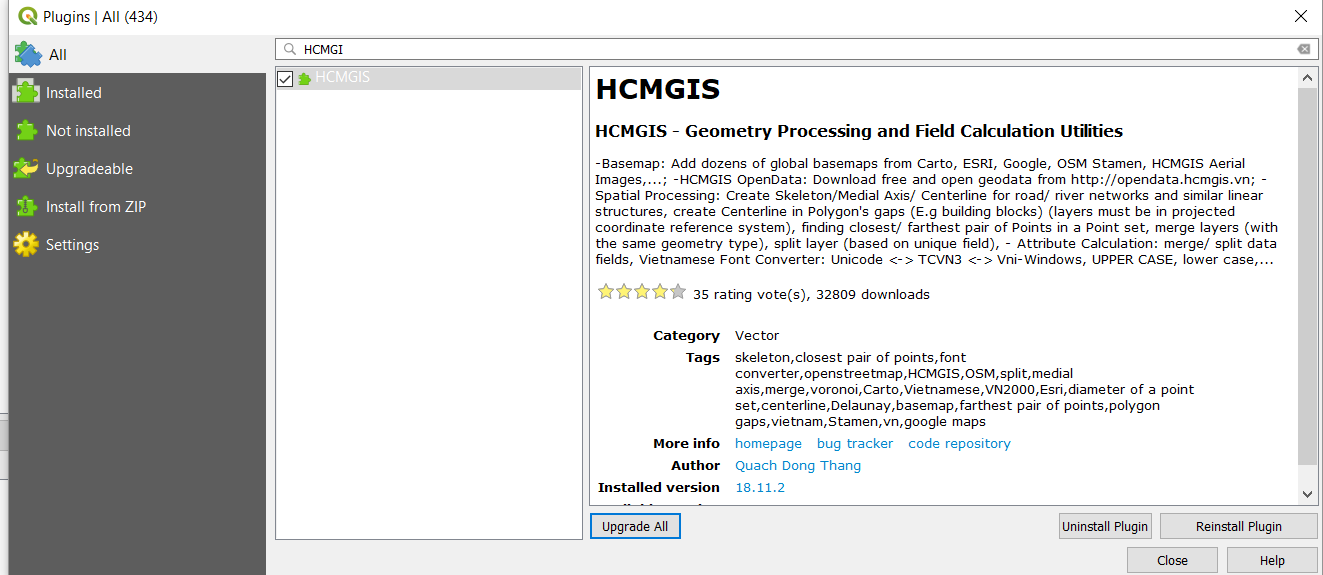 Plugins | All (434)
All
Installed
Not installed
Upgradeable
Install from ZIP
Settings
HCMGI
HCMGIS
HCMGIS
HCMGIS - Geometry Processing and Field Calculation Utilities
-Basemap: Add dozens of global basemaps from Carto, ESRI, Google, OSM Stamen, HCMGIS Aerial
Images,...; -HCMGIS OpenData: Download free and open geodata from http://opendata.hcmgis.vn; -
Spatial Processing: Create Skeleton/Medial Axis/ Centerline for road/ river networks and similar linear
structures, create Centerline in Polygon's gaps (E.g building blocks) (layers must be in projected
coordinate reference system), finding closest/ farthest pair of Points in a Point set, merge layers (with
the same geometry type), split layer (based on unique field), - Attribute Calculation: merge/ split data
fields, Vietnamese Font Converter: Unicode <-> TCVN3 <-> Vni-Windows, UPPER CASE, lower case,...
35 rating vote(s), 32809 downloads
Category Vector
Tags skeleton,closest pair of points,font
converter,openstreetmap,HCMGIS,OSM,split,medial
axis,merge,voronoi,Carto,Vietnamese,VN2000,Esri,diameter of a point
set,centerline,Delaunay,basemap,farthest pair of points,polygon
gaps,vietnam,Stamen,vn,google maps
More info homepage bug tracker code repository
Author Quach Dong Thang
Installed version 18.11.2
Upgrade All Uninstall Plugin Reinstall Plugin
Close Help